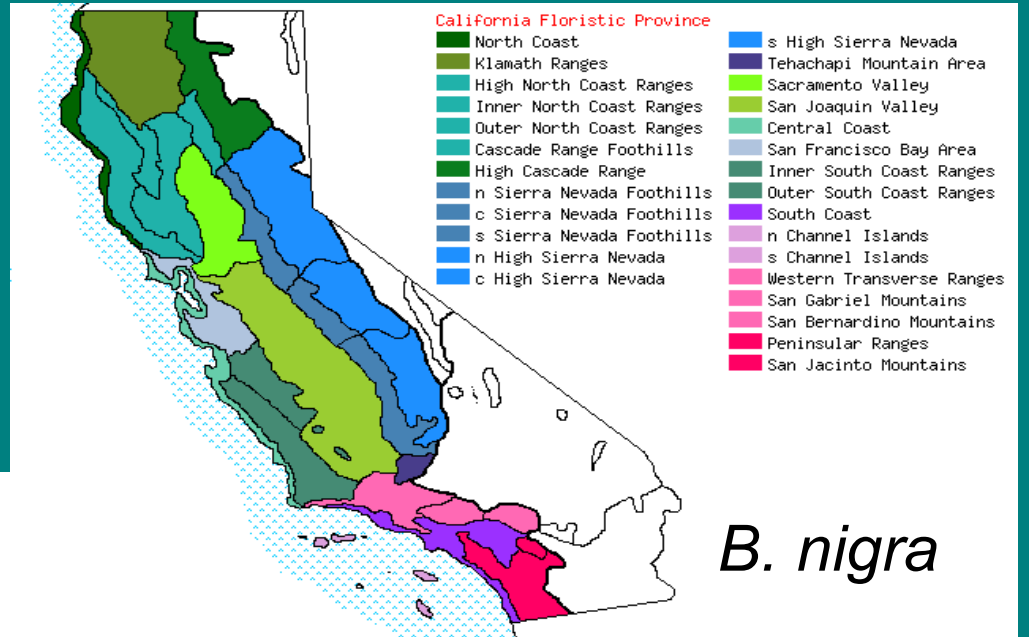 California Floristic Province
North Coast
Klamath Ranges
High North Coast Ranges
Inner North Coast Ranges
Outer North Coast Ranges
Cascade Range Foothills
High Cascade Range
n Sierra Nevada Foothills
c Sierra Nevada Foothills
s Sierra Nevada Foothills
n High Sierra Nevada
c High Sierra Nevada
s High Sierra Nevada
Tehachapi Mountain Area
Sacramento Valley
San Joaquin Valley
Central Coast
San Francisco Bay Area
Inner South Coast Ranges
Outer South Coast Ranges
South Coast
n Channel Islands
s Channel Islands
Western Transverse Ranges
San Gabriel Mountains
San Bernardino Mountains
Peninsular Ranges
San Jacinto Mountains
B. nigra